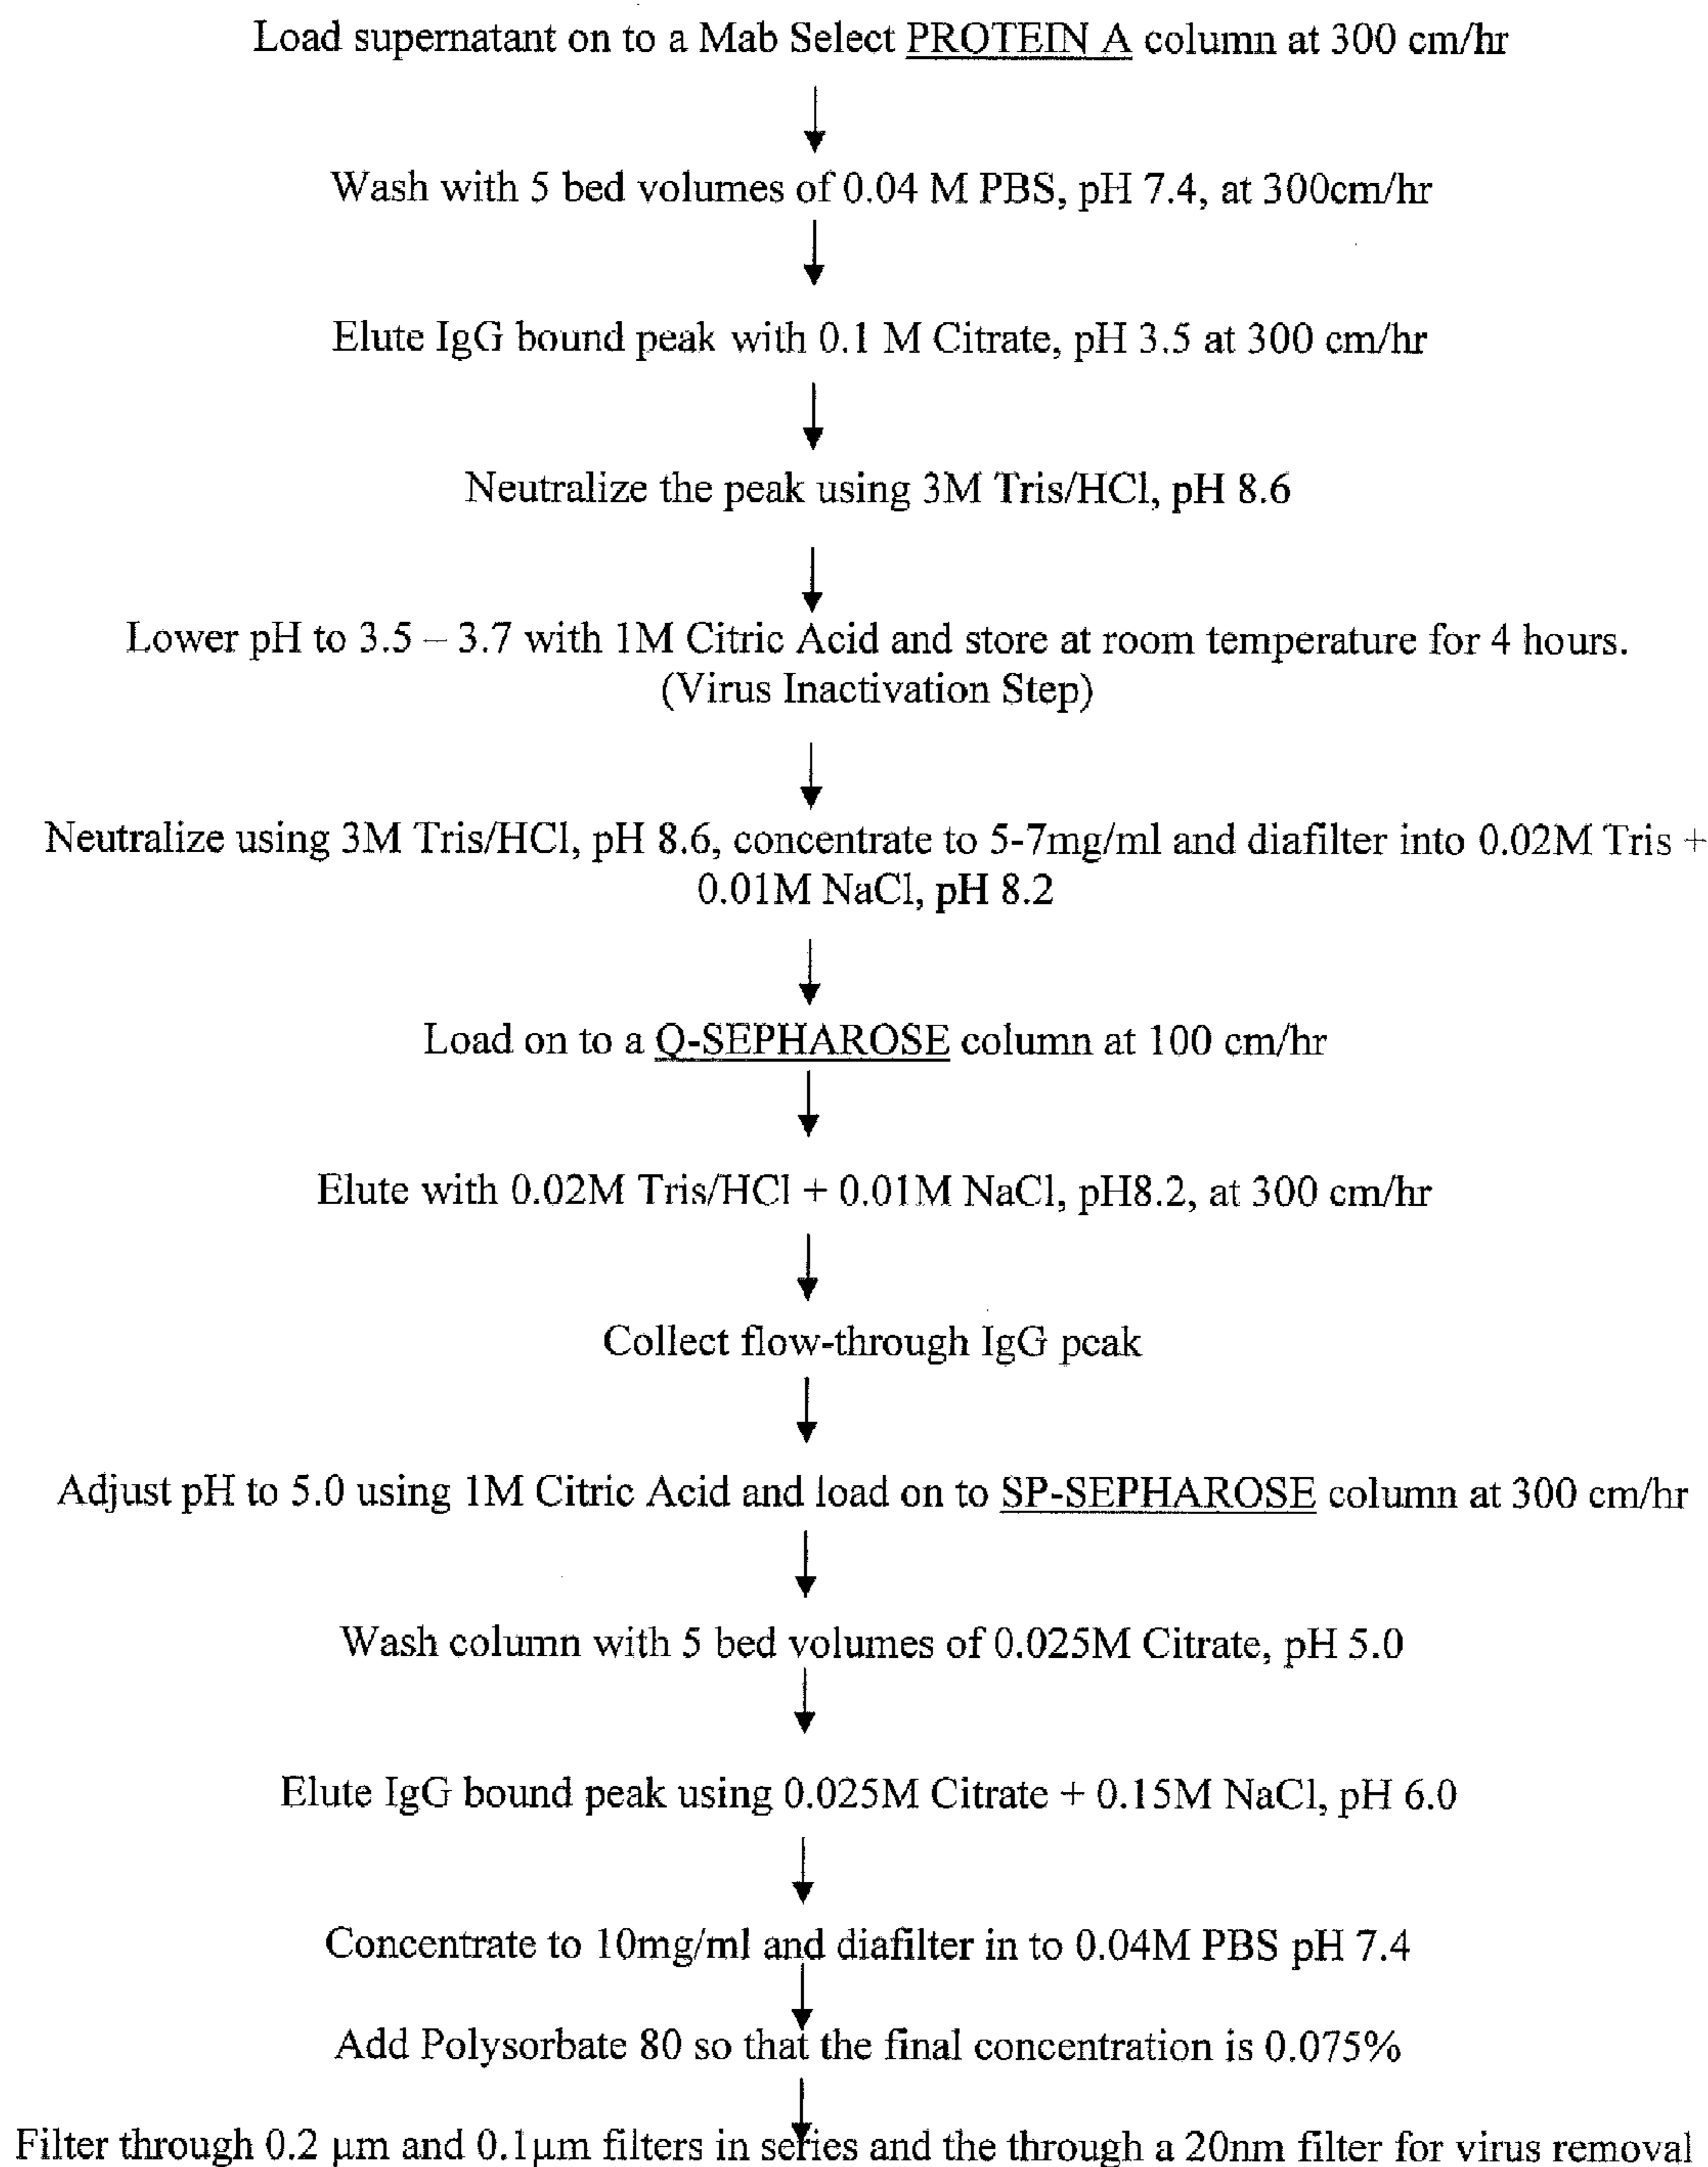 Load supernatant on to a Mab Select PROTEIN A column at 300 cm/hr
Wash with 5 bed volumes of 0.04 M PBS, pH 7.4, at 300cm/hr
Elute IgG bound peak with 0.1 M Citrate, pH 3.5 at 300 cm/hr
Neutralize the peak using 3M Tris/HCl, pH 8.6
Lower pH to 3.5 – 3.7 with 1M Citric Acid and store at room temperature for 4 hours.
(Virus Inactivation Step)
Neutralize using 3M Tris/HCl, pH 8.6, concentrate to 5-7mg/ml and diafilter into 0.02M Tris +
0.01M NaCl, pH 8.2
Load on to a Q-SEPHAROSE column at 100 cm/hr
Elute with 0.02M Tris/HCl + 0.01M NaCl, pH8.2, at 300 cm/hr
Collect flow-through IgG peak
Adjust pH to 5.0 using 1M Citric Acid and load on to SP-SEPHAROSE column at 300 cm/hr
Wash column with 5 bed volumes of 0.025M Citrate, pH 5.0
Elute IgG bound peak using 0.025M Citrate + 0.15M NaCl, pH 6.0
Concentrate to 10mg/ml and diafilter in to 0.04M PBS pH 7.4
Add Polysorbate 80 so that the final concentration is 0.075%
Filter through 0.2 µm and 0.1µm filters in series and the through a 20nm filter for virus removal